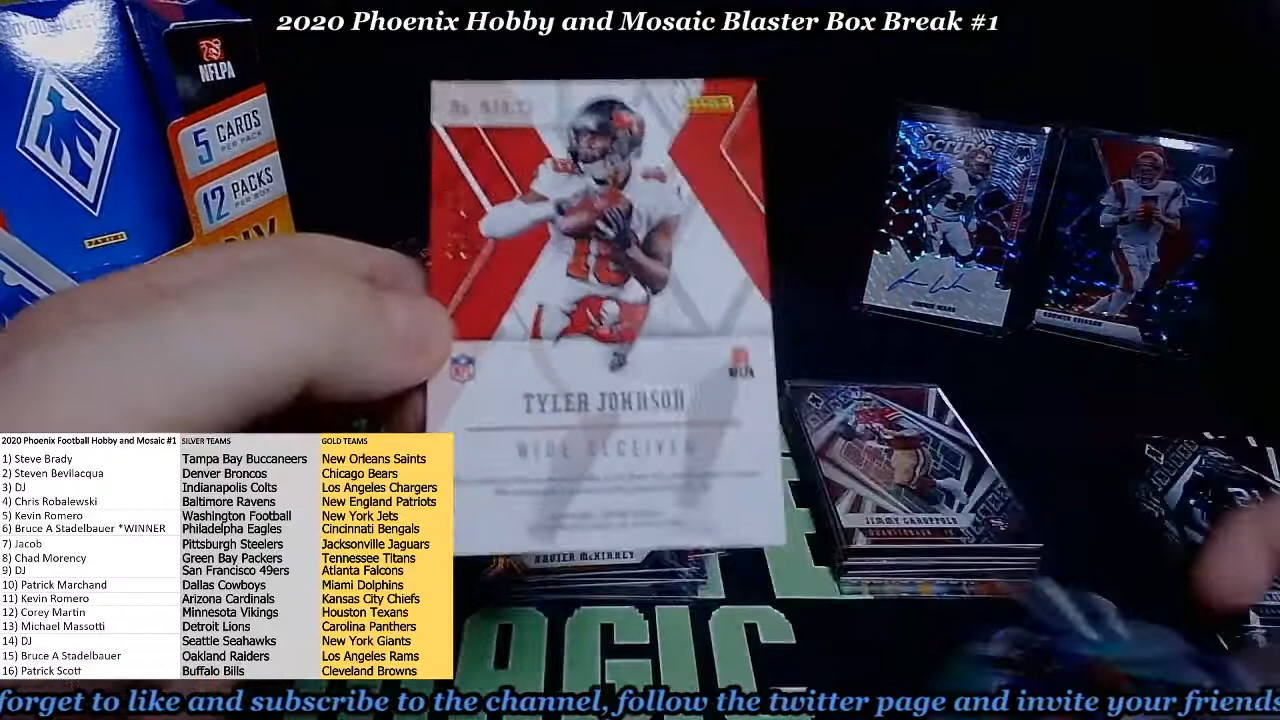 2020 Phoenix Hobby and Mosaic Blaster Box Break #1
NFLPA
5 CARDS
PER PACK
12 PACKS
PER BOX
PANINI
TYLER JOHNSON
WIDE RECEIVER
Scripts
JIMMY GAROPPOLO
QUARTERBACK
XAVIER McKINNEY
MAGIC
2020 Phoenix Football Hobby and Mosaic #1 SILVER TEAMS GOLD TEAMS
1) Steve Brady Tampa Bay Buccaneers New Orleans Saints
2) Steven Bevilacqua Denver Broncos Chicago Bears
3) DJ Indianapolis Colts Los Angeles Chargers
4) Chris Robalewski Baltimore Ravens New England Patriots
5) Kevin Romero Washington Football New York Jets
6) Bruce A Stadelbauer *WINNER Philadelpha Eagles Cincinnati Bengals
7) Jacob Pittsburgh Steelers Jacksonville Jaguars
8) Chad Morency Green Bay Packers Tennessee Titans
9) DJ San Francisco 49ers Atlanta Falcons
10) Patrick Marchand Dallas Cowboys Miami Dolphins
11) Kevin Romero Arizona Cardinals Kansas City Chiefs
12) Corey Martin Minnesota Vikings Houston Texans
13) Michael Massotti Detroit Lions Carolina Panthers
14) DJ Seattle Seahawks New York Giants
15) Bruce A Stadelbauer Oakland Raiders Los Angeles Rams
16) Patrick Scott Buffalo Bills Cleveland Browns
forget to like and subscribe to the channel, follow the twitter page and invite your friends